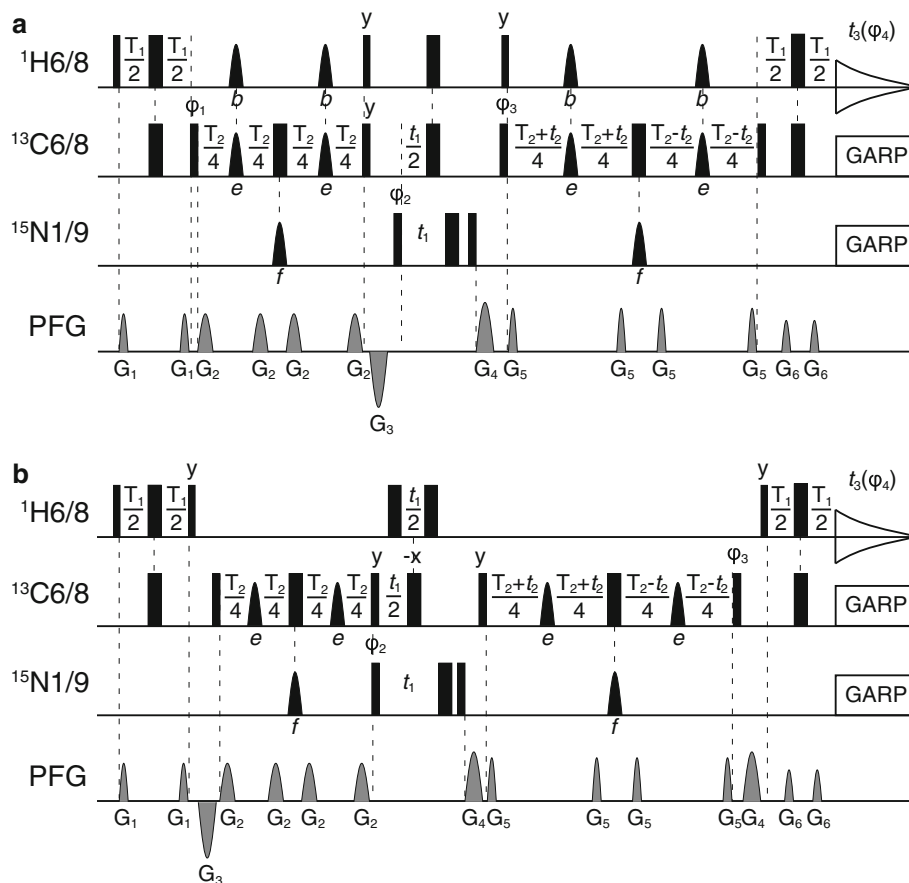 a
y y t₃(φ₄)
¹H6/8 T₁/2 T₁/2 T₁/2 T₁/2
b b b b
φ₁ y φ₃
¹³C6/8 T₂/4 T₂/4 T₂/4 T₂/4 t₁/2 T₂+t₂/4 T₂+t₂/4 T₂-t₂/4 T₂-t₂/4 GARP
e e e e
φ₂
¹⁵N1/9 t₁ GARP
f f
PFG
G₁ G₁ G₂ G₂ G₂ G₂ G₄ G₅ G₅ G₅ G₅ G₆ G₆
G₃
b
y y t₃(φ₄)
¹H6/8 T₁/2 T₁/2 t₁/2 T₁/2 T₁/2
y -x y φ₃
¹³C6/8 T₂/4 T₂/4 T₂/4 T₂/4 t₁/2 T₂+t₂/4 T₂+t₂/4 T₂-t₂/4 T₂-t₂/4 GARP
e e e e
φ₂
¹⁵N1/9 t₁ GARP
f f
PFG
G₁ G₁ G₂ G₂ G₂ G₂ G₄ G₅ G₅ G₅ G₅ G₄ G₆ G₆
G₃